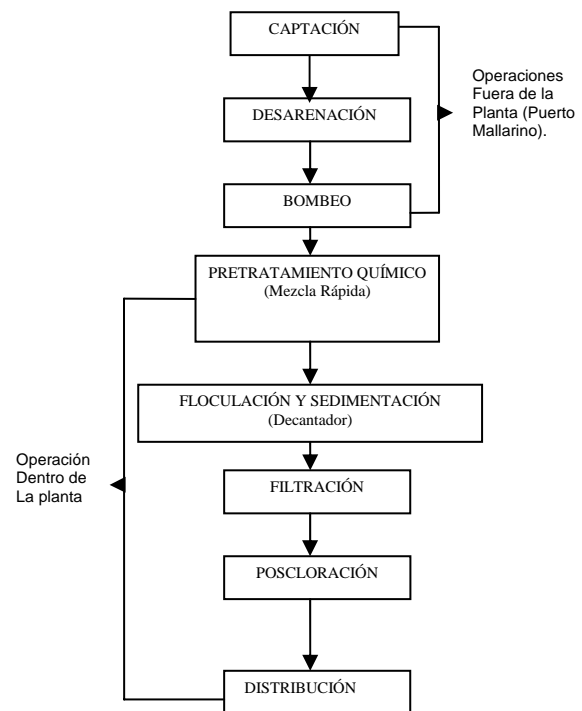 CAPTACIÓN
Operaciones
Fuera de la
Planta (Puerto
Mallarino).
DESARENACIÓN
BOMBEO
PRETRATAMIENTO QUÍMICO
(Mezcla Rápida)
FLOCULACIÓN Y SEDIMENTACIÓN
(Decantador)
Operación
Dentro de
La planta
FILTRACIÓN
POSCLORACIÓN
DISTRIBUCIÓN